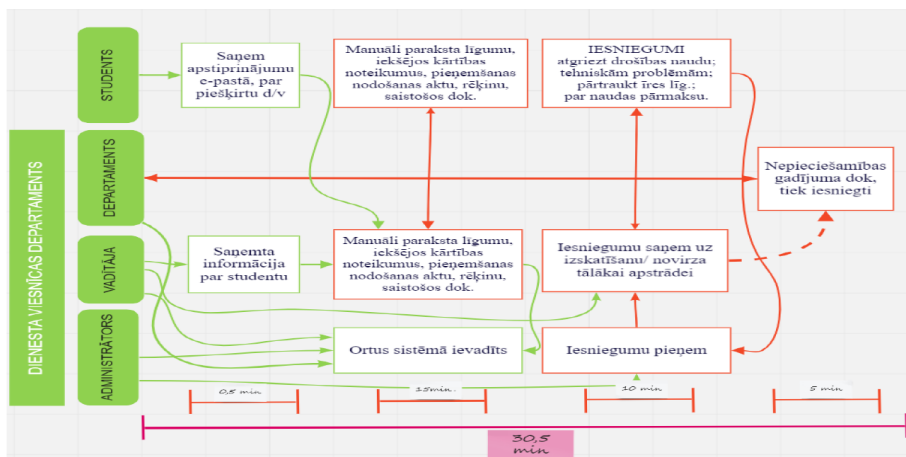 DIENESTA VIESNĪCAS DEPARTAMENTS
STUDENTS
Saņem
apstiprinājumu
e-pastā, par
piešķirtu d/v
Manuāli paraksta līgumu,
iekšējos kārtības
noteikumus, pieņemšanas
nodošanas aktu, rēķinu,
saistošos dok.
IESNIEGUMI
atgriezt drošības naudu;
tehniskām problēmām;
pārtraukt īres līg.;
par naudas pārmaksu.
DEPARTAMENTS
Nepieciešamības
gadījuma dok,
tiek iesniegti
VADĪTĀJA
Saņemta
informācija
par studentu
Manuāli paraksta līgumu,
iekšējos kārtības
noteikumus, pieņemšanas
nodošanas aktu, rēķinu,
saistošos dok.
Iesniegumu saņem uz
izskatīšanu/ novirza
tālākai apstrādei
ADMINISTRĀTORS
Ortus sistēmā ievadīts
Iesniegumu pieņem
0,5 min
15min.
10 min
5 min
30,5
min